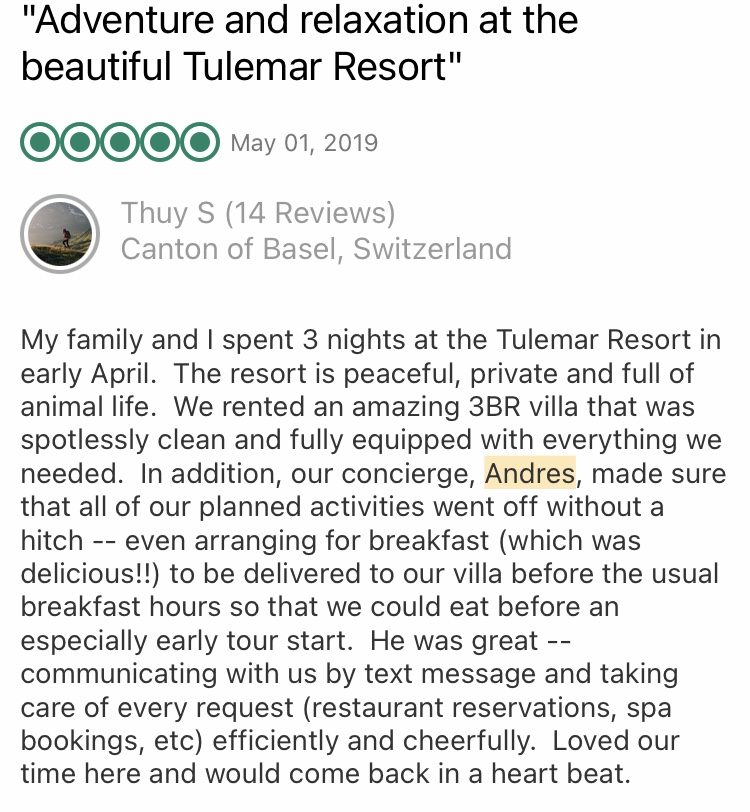 "Adventure and relaxation at the
beautiful Tulemar Resort"
May 01, 2019
Thuy S (14 Reviews)
Canton of Basel, Switzerland
My family and I spent 3 nights at the Tulemar Resort in
early April.  The resort is peaceful, private and full of
animal life.  We rented an amazing 3BR villa that was
spotlessly clean and fully equipped with everything we
needed.  In addition, our concierge, Andres, made sure
that all of our planned activities went off without a
hitch -- even arranging for breakfast (which was
delicious!!) to be delivered to our villa before the usual
breakfast hours so that we could eat before an
especially early tour start.  He was great --
communicating with us by text message and taking
care of every request (restaurant reservations, spa
bookings, etc) efficiently and cheerfully.  Loved our
time here and would come back in a heart beat.